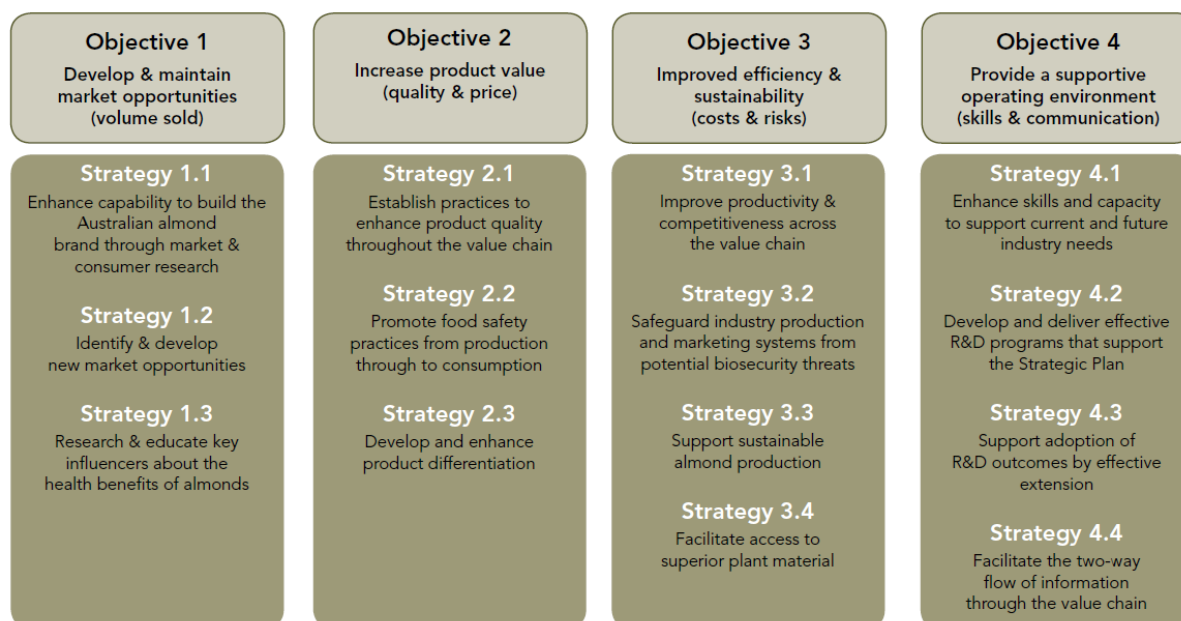 Objective 1
Develop & maintain
market opportunities
(volume sold)
Strategy 1.1
Enhance capability to build the
Australian almond
brand through market &
consumer research
Strategy 1.2
Identify & develop
new market opportunities
Strategy 1.3
Research & educate key
influencers about the
health benefits of almonds
Objective 2
Increase product value
(quality & price)
Strategy 2.1
Establish practices to
enhance product quality
throughout the value chain
Strategy 2.2
Promote food safety
practices from production
through to consumption
Strategy 2.3
Develop and enhance
product differentiation
Objective 3
Improved efficiency &
sustainability
(costs & risks)
Strategy 3.1
Improve productivity &
competitiveness across
the value chain
Strategy 3.2
Safeguard industry production
and marketing systems from
potential biosecurity threats
Strategy 3.3
Support sustainable
almond production
Strategy 3.4
Facilitate access to
superior plant material
Objective 4
Provide a supportive
operating environment
(skills & communication)
Strategy 4.1
Enhance skills and capacity
to support current and future
industry needs
Strategy 4.2
Develop and deliver effective
R&D programs that support
the Strategic Plan
Strategy 4.3
Support adoption of
R&D outcomes by effective
extension
Strategy 4.4
Facilitate the two-way
flow of information
through the value chain